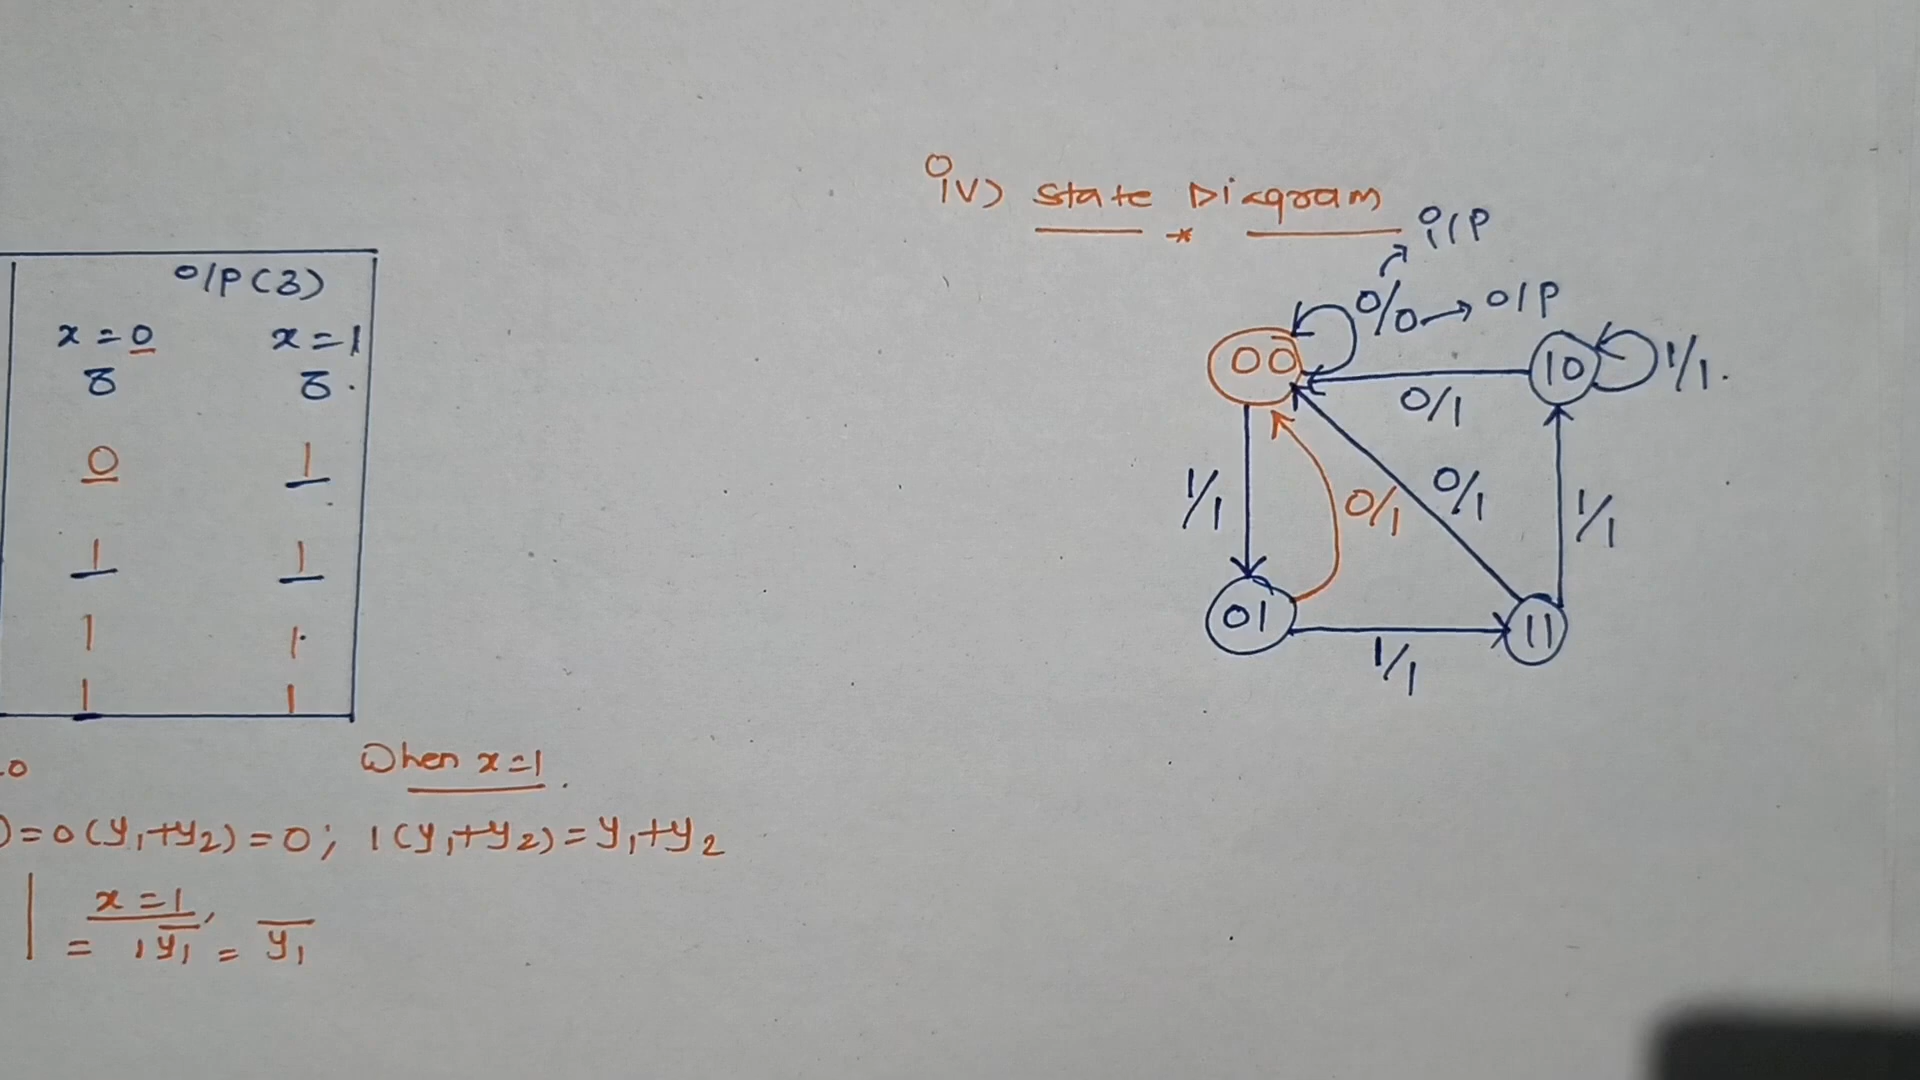 iv) State Diagram
i/P
0/0 → O/P
00
10
1/1.
0/1
1/1
0/1
0/1
1/1
01
11
1/1
O/P(z)
x=0 x=1
z z.
0 1
1 1
1 1
1 1
When x=1.
)=0(y₁+y₂)=0; 1(y₁+y₂)=y₁+y₂
x=1
= 1y̅₁ = y̅₁